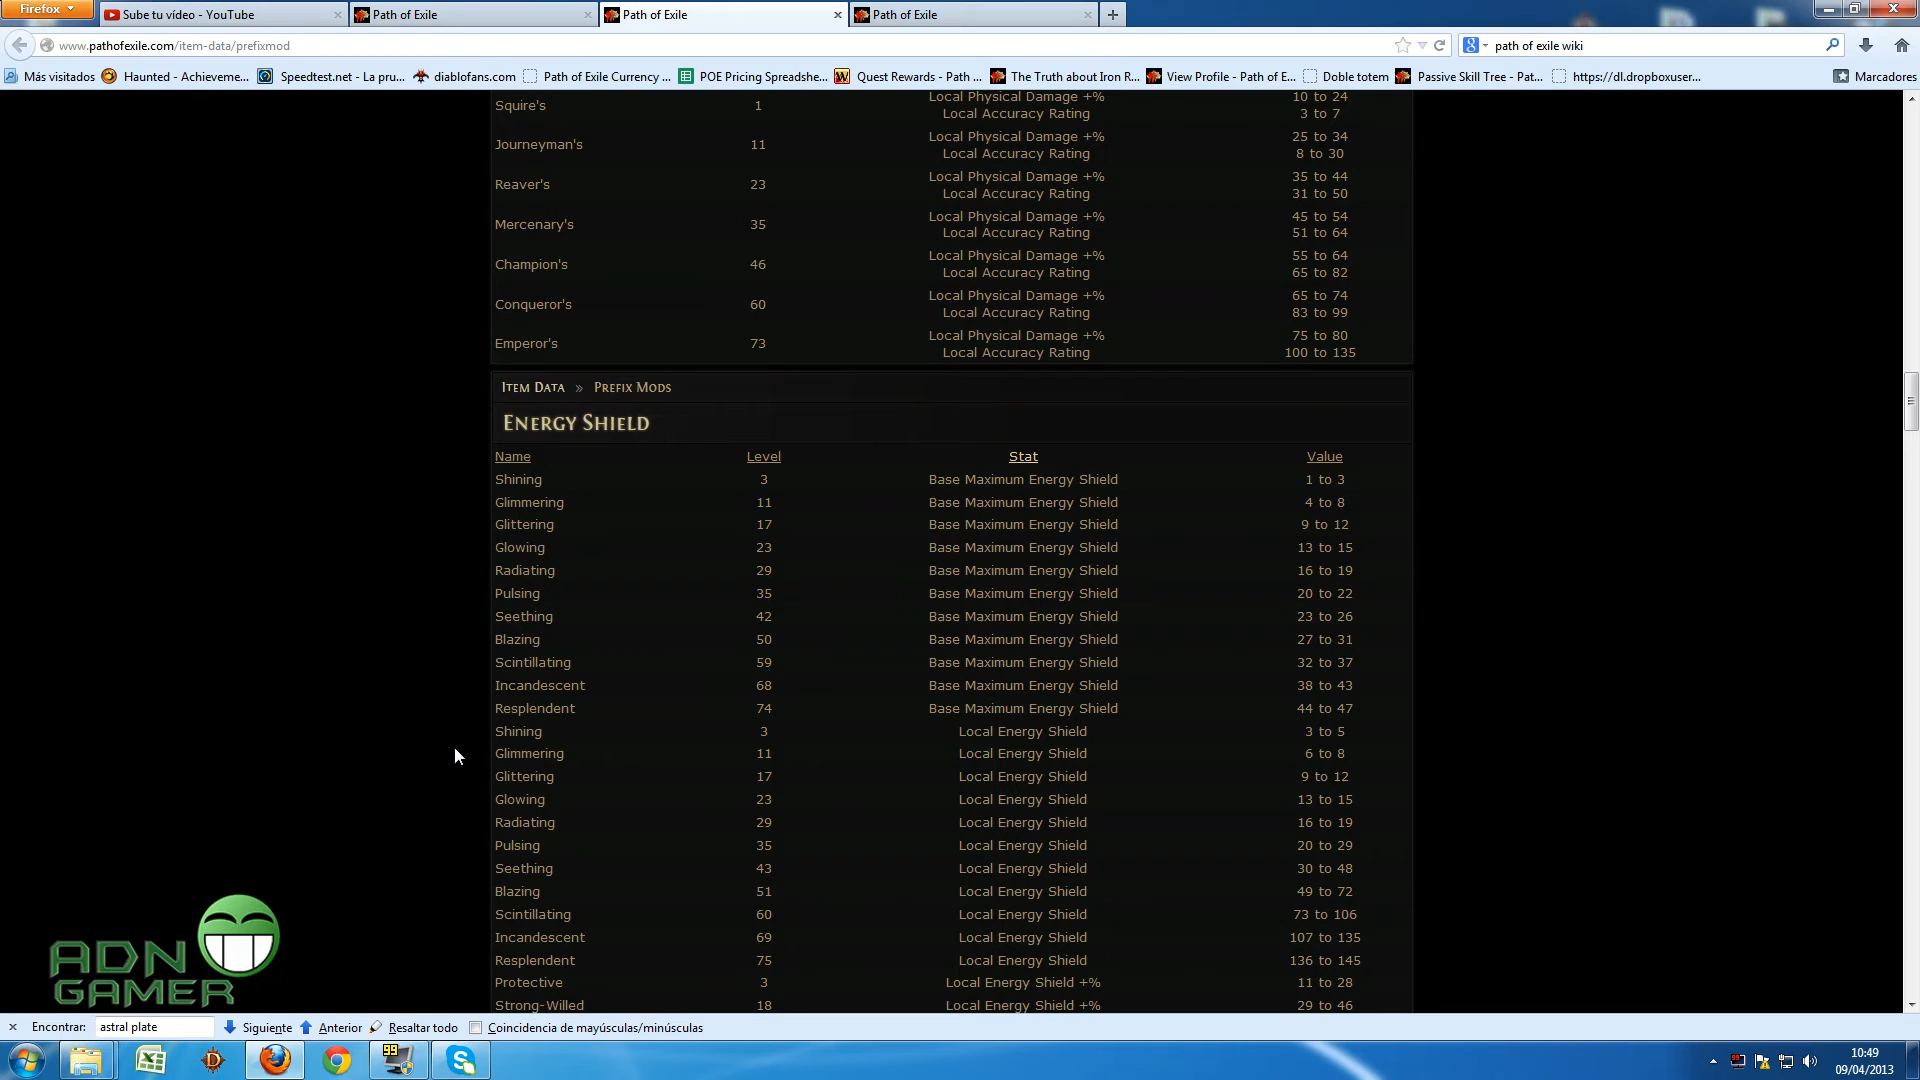 Firefox
Sube tu vídeo - YouTube
Path of Exile
Path of Exile
Path of Exile
www.pathofexile.com/item-data/prefixmod
path of exile wiki
Más visitados
Haunted - Achieveme...
Speedtest.net - La pru...
diablofans.com
Path of Exile Currency ...
POE Pricing Spreadshe...
Quest Rewards - Path ...
The Truth about Iron R...
View Profile - Path of E...
Doble totem
Passive Skill Tree - Pat...
https://dl.dropboxuser...
Marcadores
Squire's 1 Local Physical Damage +% 10 to 24
Local Accuracy Rating 3 to 7
Journeyman's 11 Local Physical Damage +% 25 to 34
Local Accuracy Rating 8 to 30
Reaver's 23 Local Physical Damage +% 35 to 44
Local Accuracy Rating 31 to 50
Mercenary's 35 Local Physical Damage +% 45 to 54
Local Accuracy Rating 51 to 64
Champion's 46 Local Physical Damage +% 55 to 64
Local Accuracy Rating 65 to 82
Conqueror's 60 Local Physical Damage +% 65 to 74
Local Accuracy Rating 83 to 99
Emperor's 73 Local Physical Damage +% 75 to 80
Local Accuracy Rating 100 to 135
Item Data » Prefix Mods
Energy Shield
Name Level Stat Value
Shining 3 Base Maximum Energy Shield 1 to 3
Glimmering 11 Base Maximum Energy Shield 4 to 8
Glittering 17 Base Maximum Energy Shield 9 to 12
Glowing 23 Base Maximum Energy Shield 13 to 15
Radiating 29 Base Maximum Energy Shield 16 to 19
Pulsing 35 Base Maximum Energy Shield 20 to 22
Seething 42 Base Maximum Energy Shield 23 to 26
Blazing 50 Base Maximum Energy Shield 27 to 31
Scintillating 59 Base Maximum Energy Shield 32 to 37
Incandescent 68 Base Maximum Energy Shield 38 to 43
Resplendent 74 Base Maximum Energy Shield 44 to 47
Shining 3 Local Energy Shield 3 to 5
Glimmering 11 Local Energy Shield 6 to 8
Glittering 17 Local Energy Shield 9 to 12
Glowing 23 Local Energy Shield 13 to 15
Radiating 29 Local Energy Shield 16 to 19
Pulsing 35 Local Energy Shield 20 to 29
Seething 43 Local Energy Shield 30 to 48
Blazing 51 Local Energy Shield 49 to 72
Scintillating 60 Local Energy Shield 73 to 106
Incandescent 69 Local Energy Shield 107 to 135
Resplendent 75 Local Energy Shield 136 to 145
Protective 3 Local Energy Shield +% 11 to 28
Strong-Willed 18 Local Energy Shield +% 29 to 46
ADN
GAMER
Encontrar: astral plate Siguiente Anterior Resaltar todo Coincidencia de mayúsculas/minúsculas
99
10:49
09/04/2013